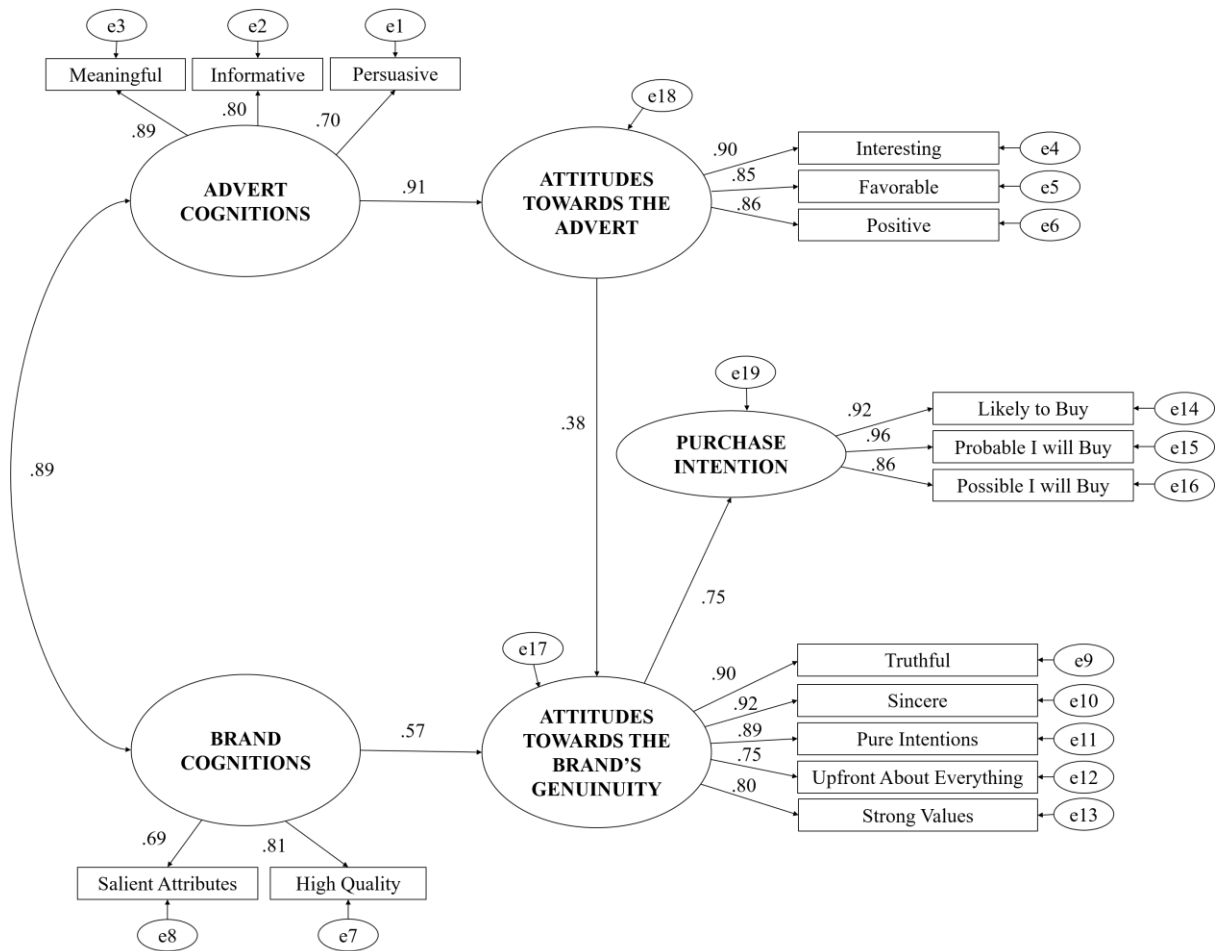 e3
e2
e1
Meaningful
Informative
Persuasive
.89
.80
.70
e18
ADVERT
COGNITIONS
.91
ATTITUDES
TOWARDS THE
ADVERT
.90
.85
.86
Interesting
Favorable
Positive
e4
e5
e6
.89
.38
e19
PURCHASE
INTENTION
.92
.96
.86
Likely to Buy
Probable I will Buy
Possible I will Buy
e14
e15
e16
.75
e17
BRAND
COGNITIONS
.57
ATTITUDES
TOWARDS THE
BRAND'S
GENUINUITY
.90
.92
.89
.75
.80
Truthful
Sincere
Pure Intentions
Upfront About Everything
Strong Values
e9
e10
e11
e12
e13
.69
.81
Salient Attributes
High Quality
e8
e7